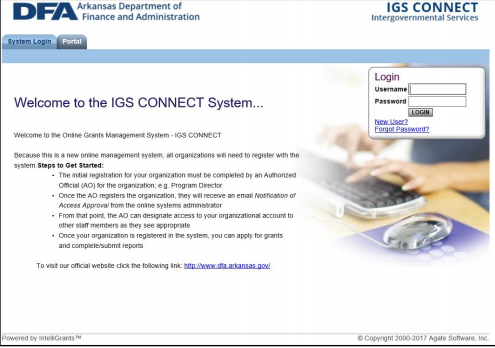 DFA Arkansas Department of
Finance and Administration
IGS CONNECT
Intergovernmental Services
System Login Portal
Login
Username
Password
LOGIN
New User?
Forgot Password?
Welcome to the IGS CONNECT System...
Welcome to the Online Grants Management System - IGS CONNECT
Because this is a new online management system, all organizations will need to register with the
system.Steps to Get Started:
• The initial registration for your organization must be completed by an Authorized
Official (AO) for the organization; e.g. Program Director
• Once the AO registers the organization, they will receive an email Notification of
Access Approval from the online systems administrator
• From that point, the AO can designate access to your organizational account to
other staff members as they see appropriate
• Once your organization is registered in the system, you can apply for grants
and complete/submit reports
To visit our official website click the following link: http://www.dfa.arkansas.gov/
Powered by IntelliGrants™
© Copyright 2000-2017 Agate Software, Inc.